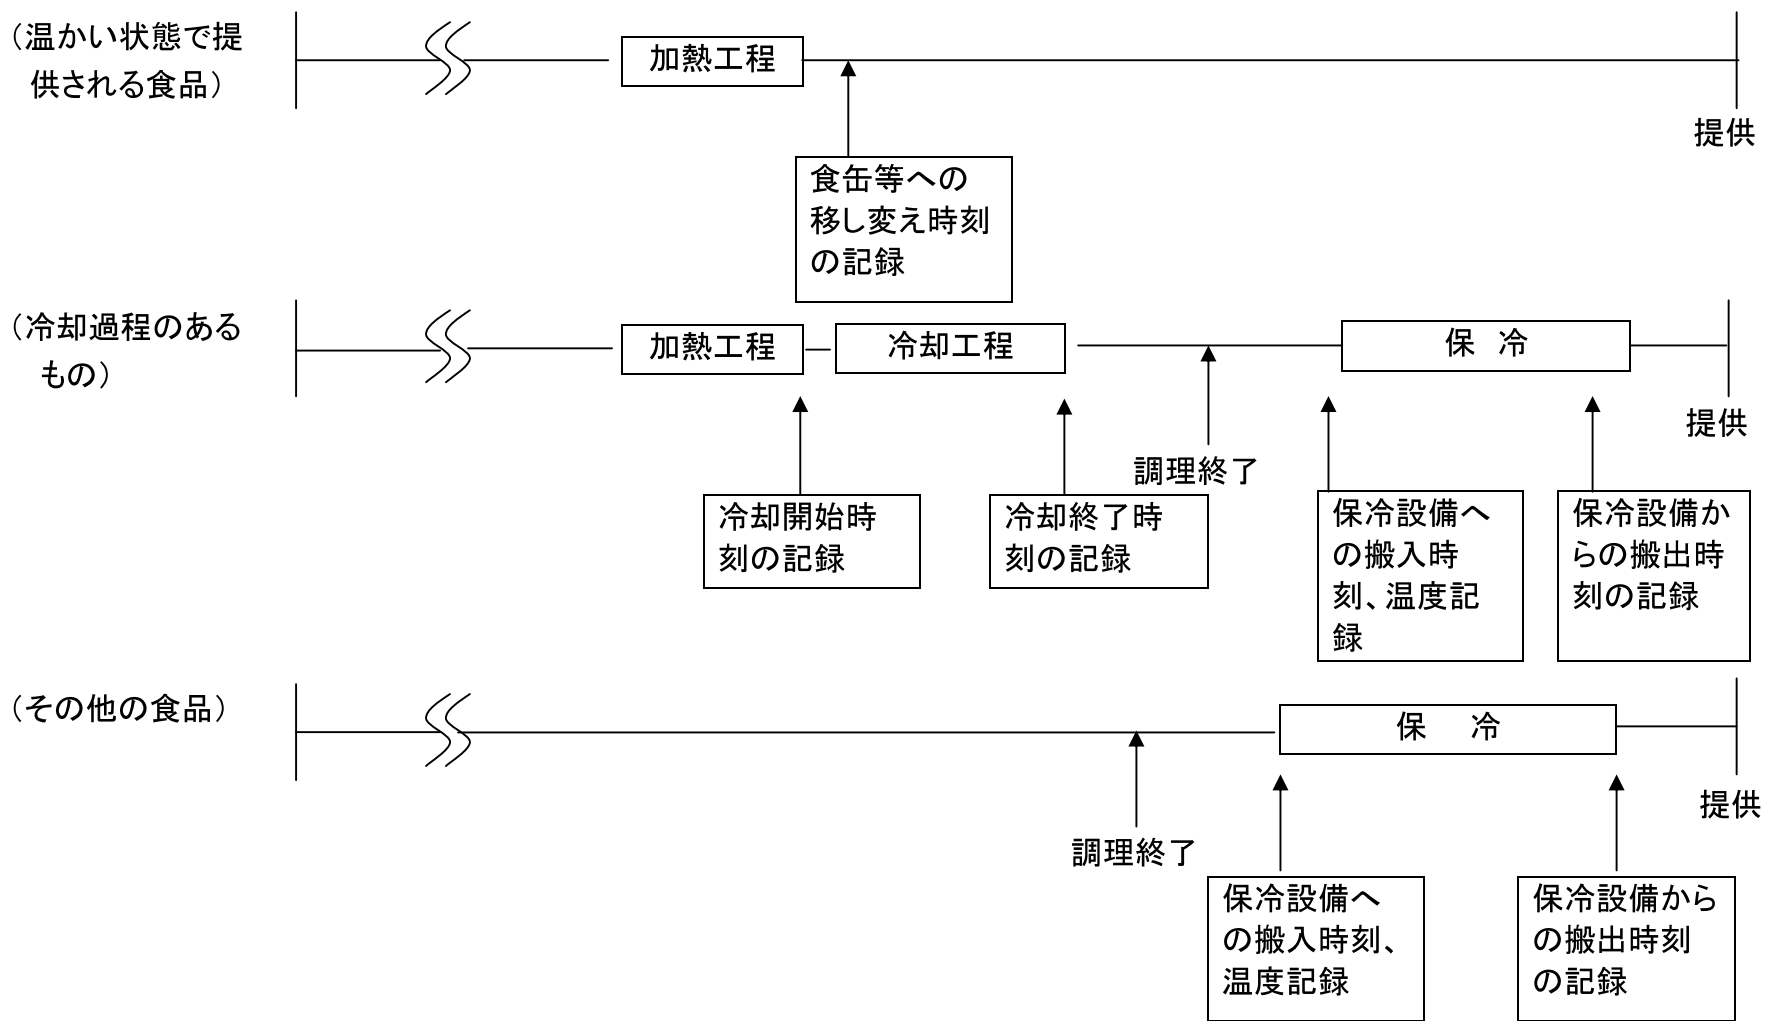 （温かい状態で提
供される食品）
加熱工程
提供
食缶等への
移し変え時刻
の記録
（冷却過程のある
もの）
加熱工程
冷却工程
保 冷
提供
調理終了
冷却開始時
刻の記録
冷却終了時
刻の記録
保冷設備へ
の搬入時
刻、温度記
録
保冷設備か
らの搬出時
刻の記録
（その他の食品）
保 冷
提供
調理終了
保冷設備へ
の搬入時刻、
温度記録
保冷設備から
の搬出時刻
の記録